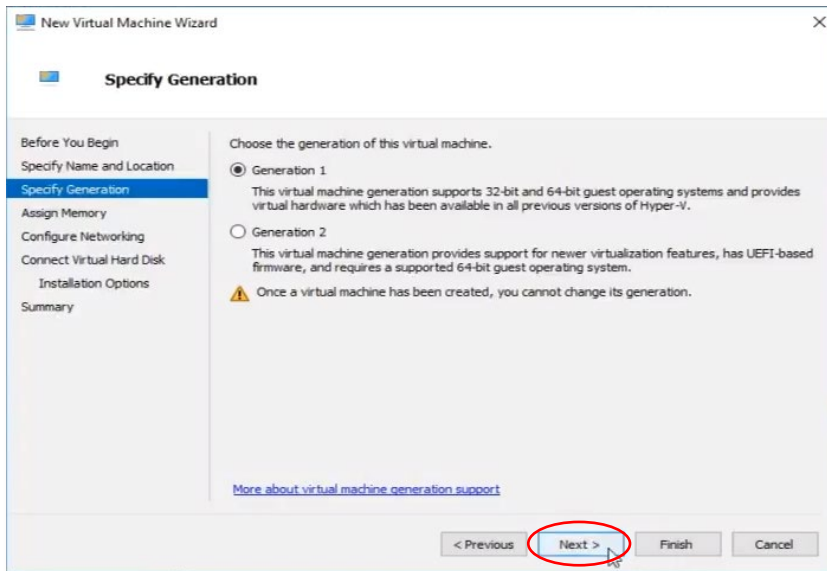 New Virtual Machine Wizard
Specify Generation
Before You Begin
Specify Name and Location
Specify Generation
Assign Memory
Configure Networking
Connect Virtual Hard Disk
Installation Options
Summary
Choose the generation of this virtual machine.
Generation 1
This virtual machine generation supports 32-bit and 64-bit guest operating systems and provides
virtual hardware which has been available in all previous versions of Hyper-V.
Generation 2
This virtual machine generation provides support for newer virtualization features, has UEFI-based
firmware, and requires a supported 64-bit guest operating system.
Once a virtual machine has been created, you cannot change its generation.
More about virtual machine generation support
< Previous
Next >
Finish
Cancel